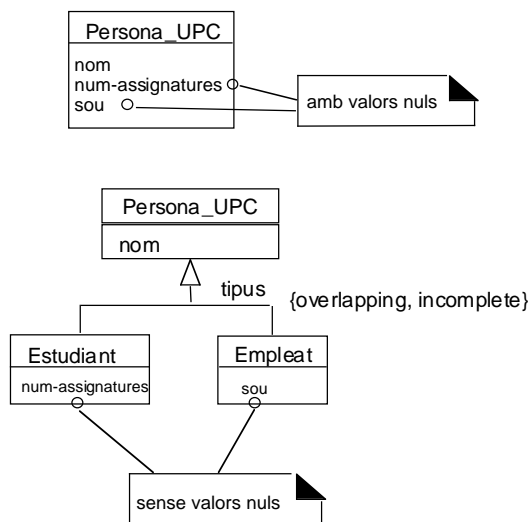 Persona_UPC
nom
num-assignatures
sou
amb valors nuls
Persona_UPC
nom
tipus
{overlapping, incomplete}
Estudiant
num-assignatures
Empleat
sou
sense valors nuls